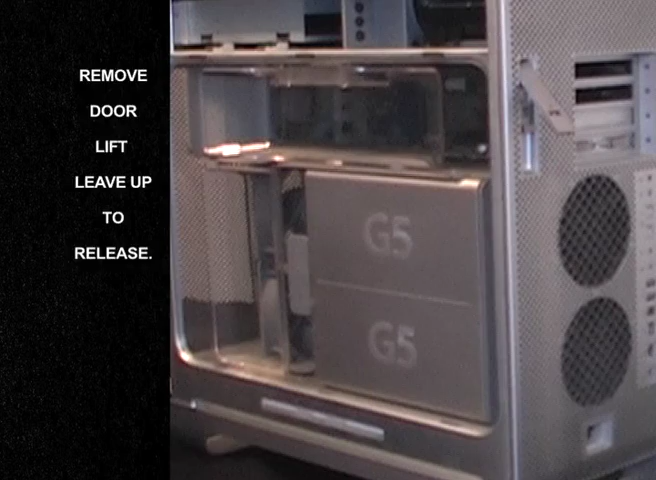 REMOVE
DOOR
LIFT
LEAVE UP
TO
RELEASE.
G5
G5